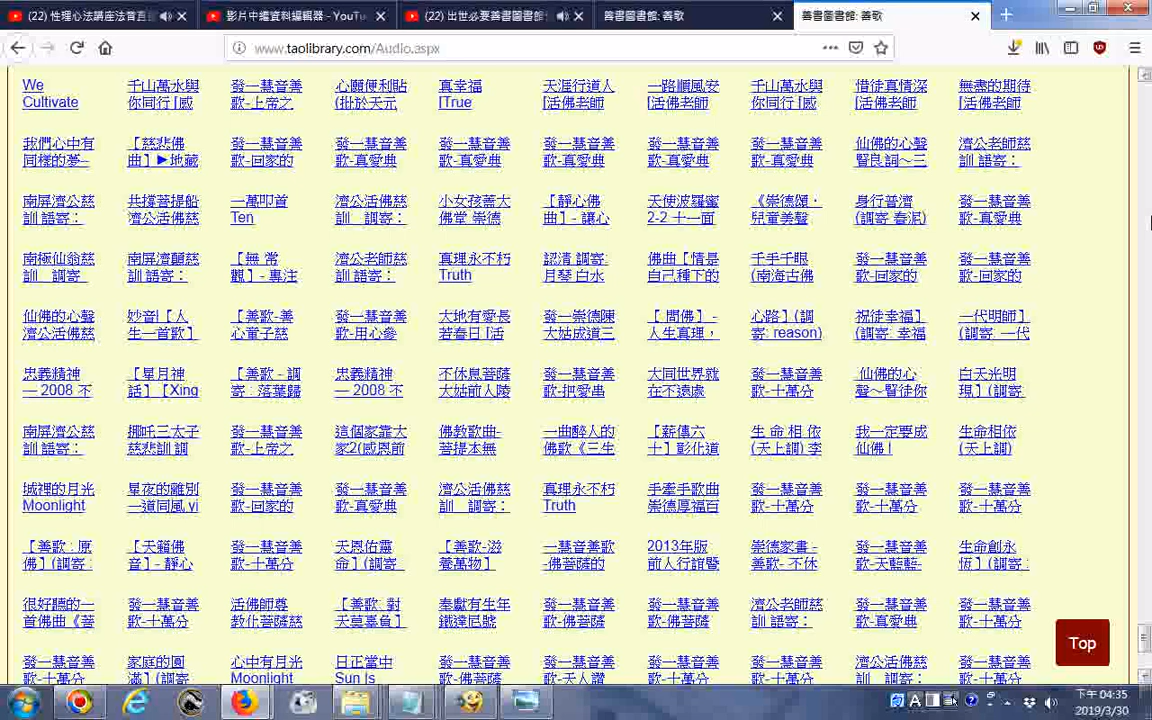 (22) 性理心法講座法音直
影片中繼資料編輯器 - YouTu
(22) 出世必要善書圖書館
善書圖書館: 善歌
善書圖書館: 善歌
www.taolibrary.com/Audio.aspx
We
Cultivate
千山萬水與
你同行 [感
發一慧音善
歌-上帝之
心願便利貼
(批於天元
真幸福
[True
天涯行道人
[活佛老師
一路順風安
[活佛老師
千山萬水與
你同行 [感
借徒真情深
[活佛老師
無盡的期待
[活佛老師
我們心中有
同樣的夢–
【慈悲佛
曲】▶地藏
發一慧音善
歌-回家的
發一慧音善
歌-真愛典
發一慧音善
歌-真愛典
發一慧音善
歌-真愛典
發一慧音善
歌-真愛典
發一慧音善
歌-真愛典
仙佛的心聲
賢良詞～三
濟公老師慈
訓 語寄：
南屏濟公慈
訓 語寄：
共撐菩提船
濟公活佛慈
一萬叩首
Ten
濟公活佛慈
訓 調寄：
小女孩善大
佛堂 崇德
【靜心佛
曲】- 讓心
天使波羅蜜
2-2 十一面
《崇德頌．
兒童美聲
身行普濟
(調寄 春泥)
發一慧音善
歌-真愛典
南極仙翁慈
訓 調寄
南屏濟顛慈
訓 語寄：
【無 常
觀】- 專注
濟公老師慈
訓 語寄：
真理永不朽
Truth
認清 調寄:
月琴 白水
佛曲【情是
自己種下的
千手千眼
(南海古佛
發一慧音善
歌-回家的
發一慧音善
歌-回家的
仙佛的心聲
濟公活佛慈
妙音|【人
生一首歌】
【善歌-善
心童子慈
發一慧音善
歌-用心參
大地有愛長
若春日 [活
發一崇德陳
大姑成道三
【 問佛】 -
人生真理，
心路】(調
寄: reason)
祝徒幸福】
(調寄: 幸福
一代明師】
(調寄: 一代
忠義精神
— 2008 不
【星月神
話】【Xing
【善歌 - 調
寄 : 落葉歸
忠義精神
— 2008 不
不休息菩薩
大姑前人陵
發一慧音善
歌-把愛串
大同世界就
在不遠處
發一慧音善
歌-十萬分
仙佛的心
聲～賢徒你
白天光明
現】(調寄
南屏濟公慈
訓 語寄：
挪吒三太子
慈悲訓 調
發一慧音善
歌-上帝之
這個家靠大
家2(感恩前
佛教歌曲-
菩提本無
一曲醉人的
佛歌《三生
【薪傳六
十】彰化道
生 命 相 依
(天上調) 李
我一定要成
仙佛！
生命相依
(天上調)
城裡的月光
Moonlight
星夜的離別
一道同風 vi
發一慧音善
歌-回家的
發一慧音善
歌-真愛典
濟公活佛慈
訓 調寄：
真理永不朽
Truth
手牽手歌曲
崇德厚福百
發一慧音善
歌-十萬分
發一慧音善
歌-十萬分
發一慧音善
歌-十萬分
【善歌 : 原
佛】(調寄 :
【天籟佛
音】- 靜心
發一慧音善
歌-十萬分
天恩佑靈
命】(調寄
【善歌-滋
養萬物】
一慧音善歌
-佛菩薩的
2013年版
前人行誼暨
崇德家書 -
善歌- 不休
發一慧音善
歌-天藍藍-
生命創永
恆】(調寄 :
很好聽的一
首佛曲《菩
發一慧音善
歌-十萬分
活佛師尊
教化菩薩慈
【善歌: 對
天莫辜負】
奉獻有生年
鐵達尼號
發一慧音善
歌-佛菩薩
發一慧音善
歌-佛菩薩
濟公老師慈
訓 語寄：
發一慧音善
歌-真愛典
發一慧音善
歌-十萬分
發一慧音善
歌-十萬分
家庭的圓
滿】(調寄
心中有月光
Moonlight
日正當中
Sun Is
發一慧音善
歌-十萬分
發一慧音善
歌-天人讚
發一慧音善
歌-十萬分
發一慧音善
歌-十萬分
濟公活佛慈
訓 調寄：
發一慧音善
歌-十萬分
Top
下午 04:35
2019/3/30